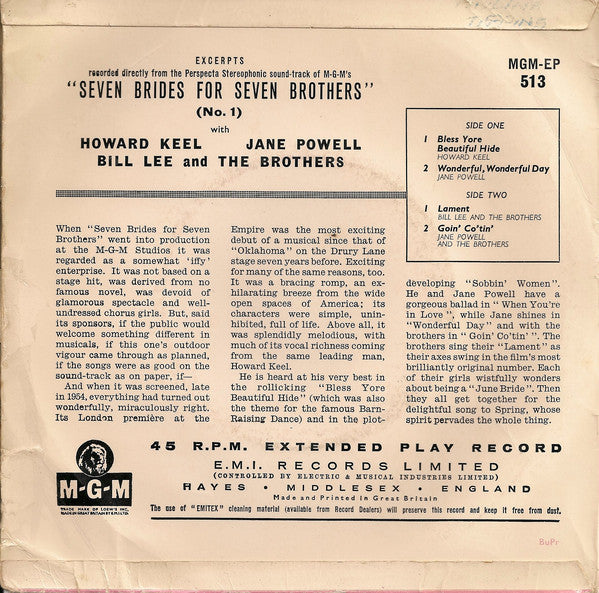 EXCERPTS
recorded directly from the Perspecta Stereophonic sound-track of M-G-M's
"SEVEN BRIDES FOR SEVEN BROTHERS"
(No. 1)
with
HOWARD KEEL JANE POWELL
BILL LEE and THE BROTHERS
MGM-EP
513
SIDE ONE
1 Bless Yore
Beautiful Hide
HOWARD KEEL
2 Wonderful, Wonderful Day
JANE POWELL
SIDE TWO
1 Lament
BILL LEE AND THE BROTHERS
2 Goin' Co'tin'
JANE POWELL
AND THE BROTHERS
When "Seven Brides for Seven
Brothers" went into production
at the M-G-M Studios it was
regarded as a somewhat 'iffy'
enterprise. It was not based on a
stage hit, was derived from no
famous novel, was devoid of
glamorous spectacle and well-
undressed chorus girls. But, said
its sponsors, if the public would
welcome something different in
musicals, if this one's outdoor
vigour came through as planned,
if the songs were as good on the
sound-track as on paper, if—
And when it was screened, late
in 1954, everything had turned out
wonderfully, miraculously right.
Its London première at the
Empire was the most exciting
debut of a musical since that of
"Oklahoma" on the Drury Lane
stage seven years before. Exciting
for many of the same reasons, too.
It was a bracing romp, an ex-
hilarating breeze from the wide
open spaces of America; its
characters were simple, unin-
hibited, full of life. Above all, it
was splendidly melodious, with
much of its vocal richness coming
from the same leading man,
Howard Keel.
He is heard at his very best in
the rollicking "Bless Yore
Beautiful Hide" (which was also
the theme for the famous Barn-
Raising Dance) and in the plot-
developing "Sobbin' Women".
He and Jane Powell have a
gorgeous ballad in "When You're
in Love", while Jane shines in
"Wonderful Day" and with the
brothers in "Goin' Co'tin'". The
brothers sing their "Lament" as
their axes swing in the film's most
brilliantly original number. Each
of their girls wistfully wonders
about being a "June Bride". Then
they all get together for the
delightful song to Spring, whose
spirit pervades the whole thing.
45 R.P.M. EXTENDED PLAY RECORD
E.M.I. RECORDS LIMITED
(CONTROLLED BY ELECTRIC & MUSICAL INDUSTRIES LIMITED)
HAYES • MIDDLESEX • ENGLAND
Made and Printed in Great Britain
The use of "EMITEX" cleaning material (available from Record Dealers) will preserve this record and keep it free from dust.
M-G-M
TRADE MARK OF LOEW'S INC.
MADE IN GREAT BRITAIN BY E.M.I. LTD.
BuPr